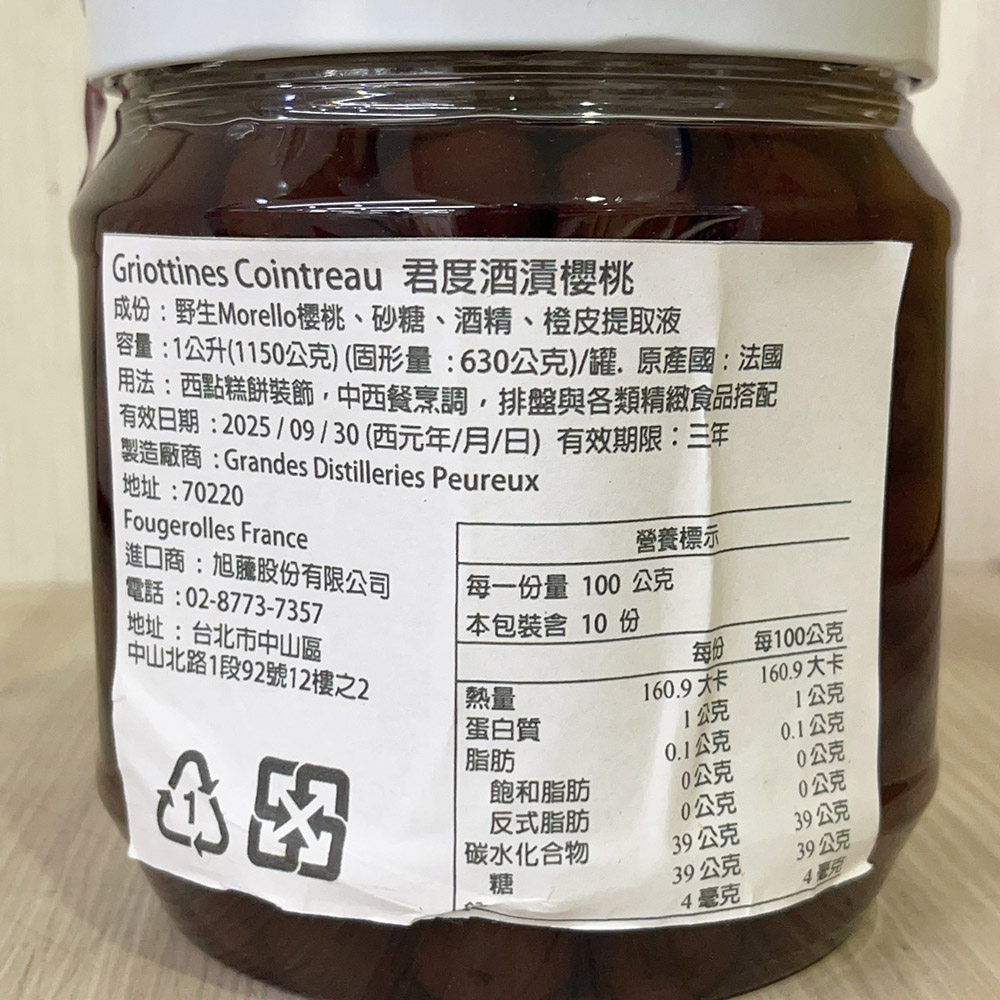 Griottines Cointreau 君度酒漬櫻桃
成份：野生Morello櫻桃、砂糖、酒精、橙皮提取液
容量：1公升(1150公克) (固形量：630公克)/罐. 原產國：法國
用法：西點糕餅裝飾，中西餐烹調，排盤與各類精緻食品搭配
有效日期：2025/09/30 (西元年/月/日) 有效期限：三年
製造廠商：Grandes Distilleries Peureux
地址：70220
Fougerolles France
進口商：旭騰股份有限公司
電話：02-8773-7357
地址：台北市中山區
中山北路1段92號12樓之2
1
營養標示
每一份量 100 公克
本包裝含 10 份
每份 每100公克
熱量 160.9 大卡 160.9 大卡
蛋白質 1 公克 1 公克
脂肪 0.1 公克 0.1 公克
飽和脂肪 0 公克 0 公克
反式脂肪 0 公克 0 公克
碳水化合物 39 公克 39 公克
糖 39 公克 39 公克
4 毫克 4 毫克